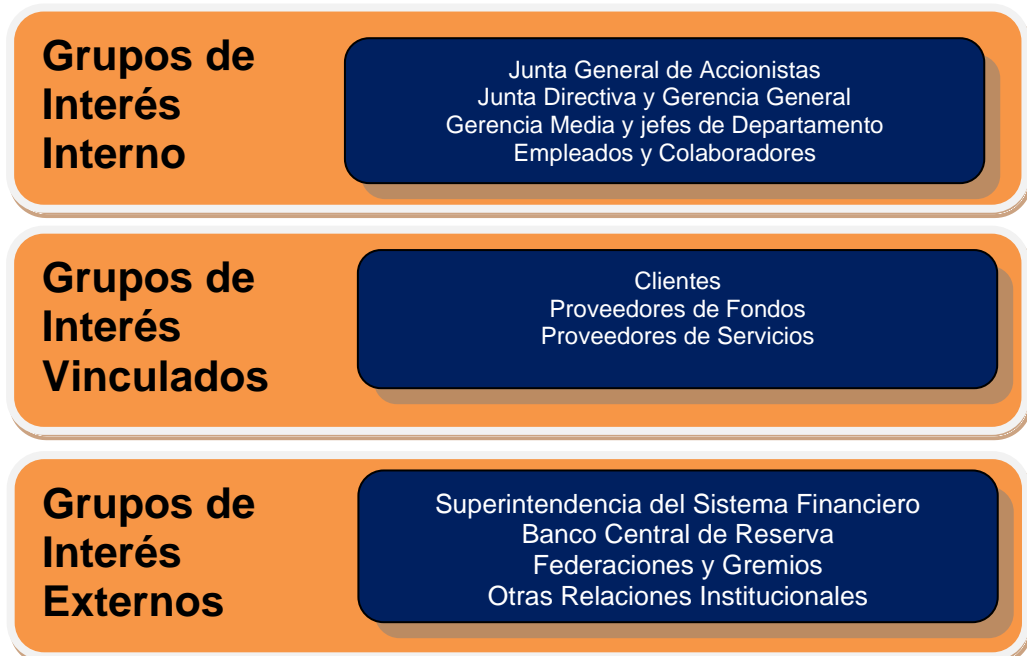 Grupos de
Interés
Interno
Junta General de Accionistas
Junta Directiva y Gerencia General
Gerencia Media y jefes de Departamento
Empleados y Colaboradores
Grupos de
Interés
Vinculados
Clientes
Proveedores de Fondos
Proveedores de Servicios
Grupos de
Interés
Externos
Superintendencia del Sistema Financiero
Banco Central de Reserva
Federaciones y Gremios
Otras Relaciones Institucionales